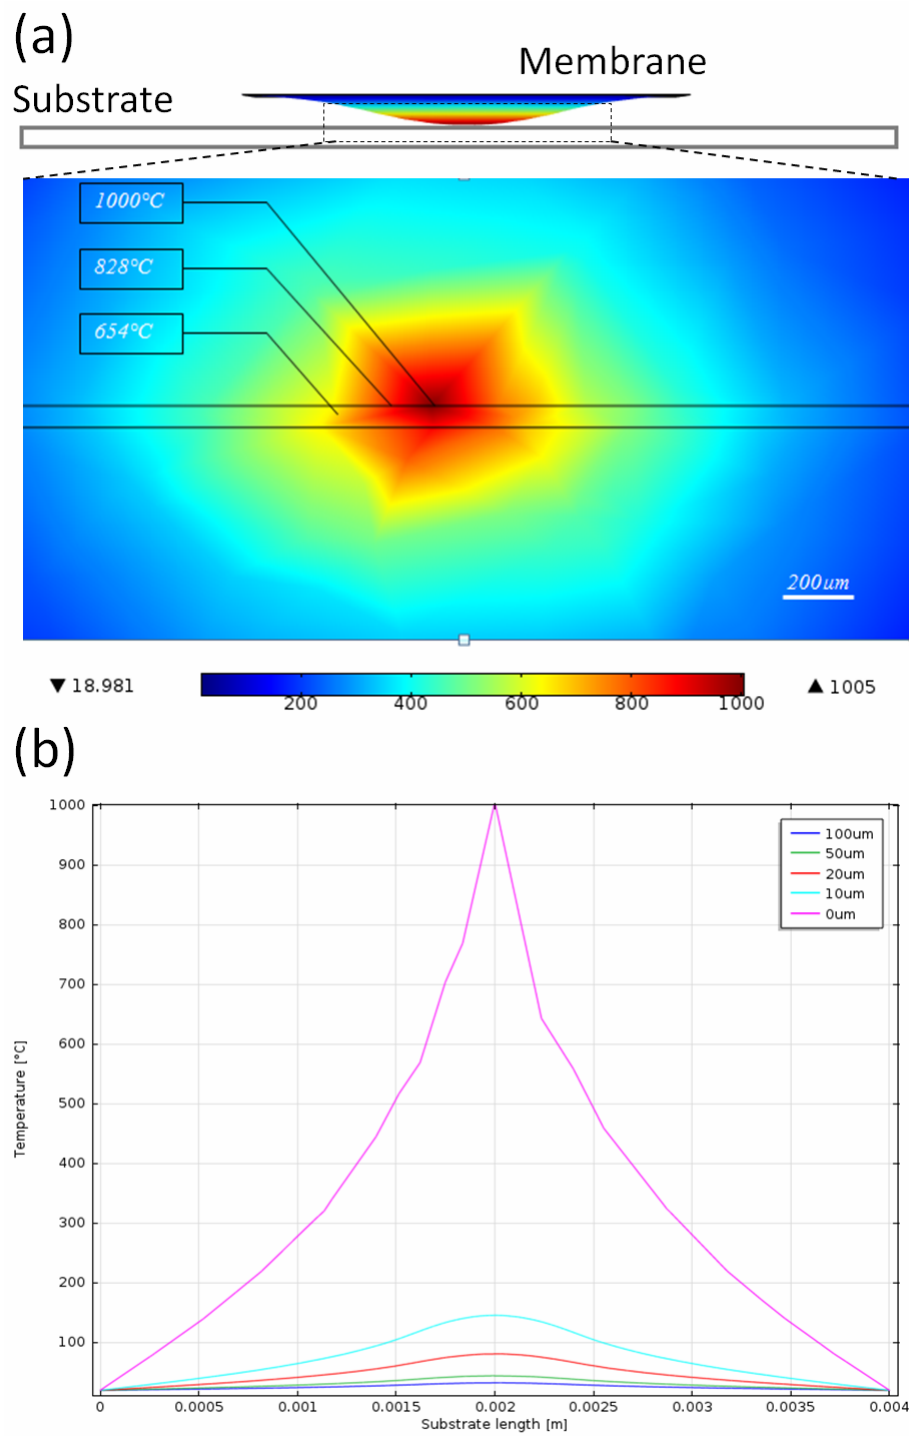 (a)
Membrane
Substrate
1000°C
828°C
654°C
200um
▼ 18.981
200 400 600 800 1000
▲ 1005
(b)
1000
900
800
700
600
500
400
300
200
100
Temperature [°C]
100um
50um
20um
10um
0um
0 0.0005 0.001 0.0015 0.002 0.0025 0.003 0.0035 0.004
Substrate length [m]